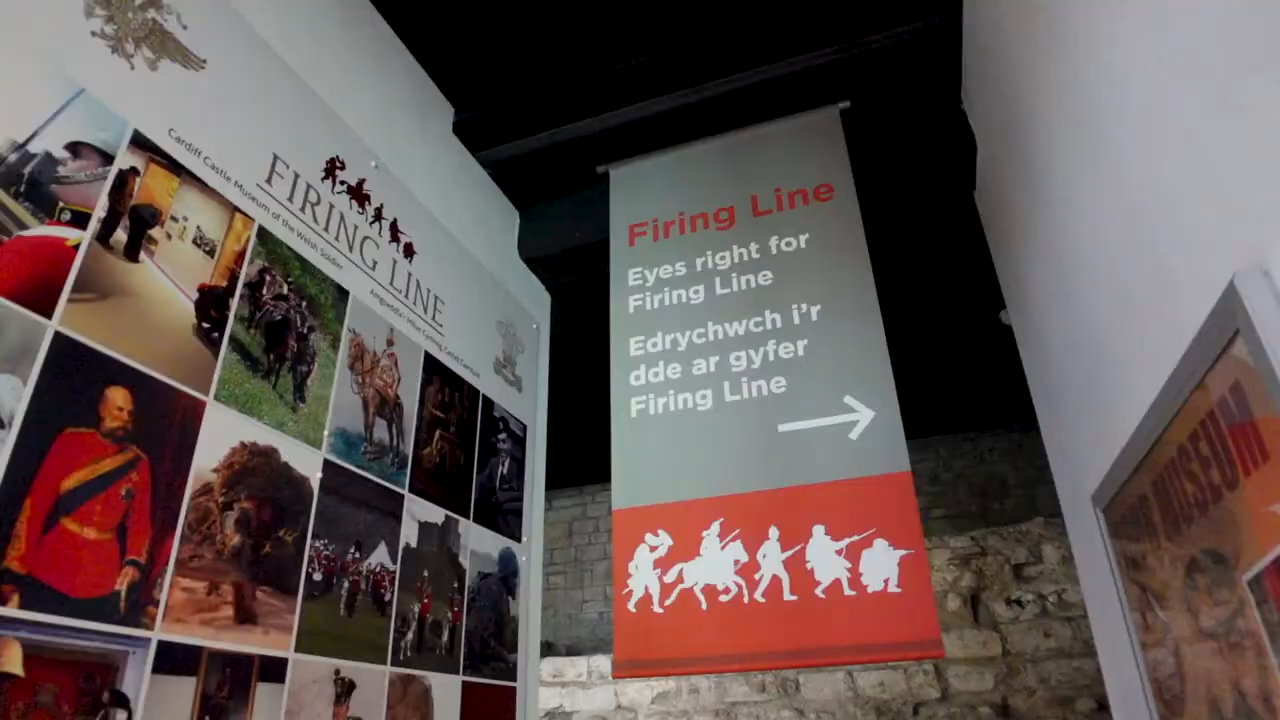 FIRING LINE
Cardiff Castle Museum of the Welsh Soldier
Firing Line
Eyes right for
Firing Line
Edrychwch i'r
dde ar gyfer
Firing Line
MUSEUM